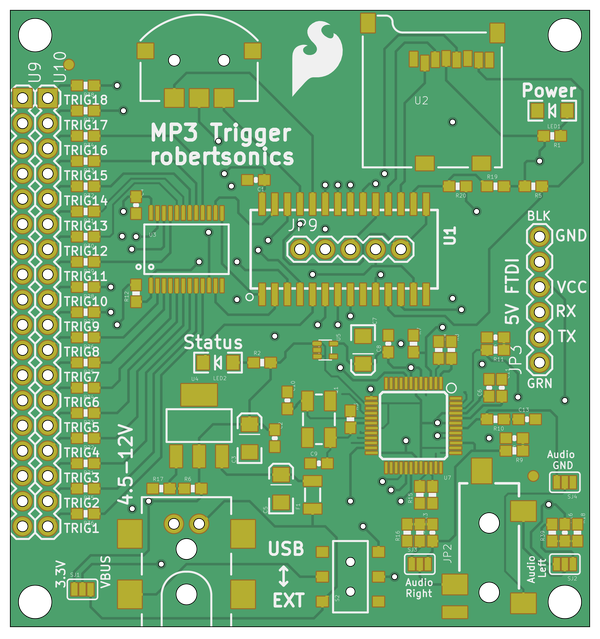 U9
U10
TRIG18
TRIG17
TRIG16
TRIG15
TRIG14
TRIG13
TRIG12
TRIG11
TRIG10
TRIG9
TRIG8
TRIG7
TRIG6
TRIG5
TRIG4
TRIG3
TRIG2
TRIG1
MP3 Trigger
robertsonics
U2
Power
LED1
R1
R20
R19
R5
C1
JP9
U1
BLK
GND
5V FTDI
VCC
RX
TX
GRN
JP3
Status
LED2
R2
U4
4.5-12V
R17
R6
U7
R10
C13
R9
Audio
GND
SJ4
JP2
Audio
Left
SJ2
Audio
Right
USB
EXT
3.3V
VBUS